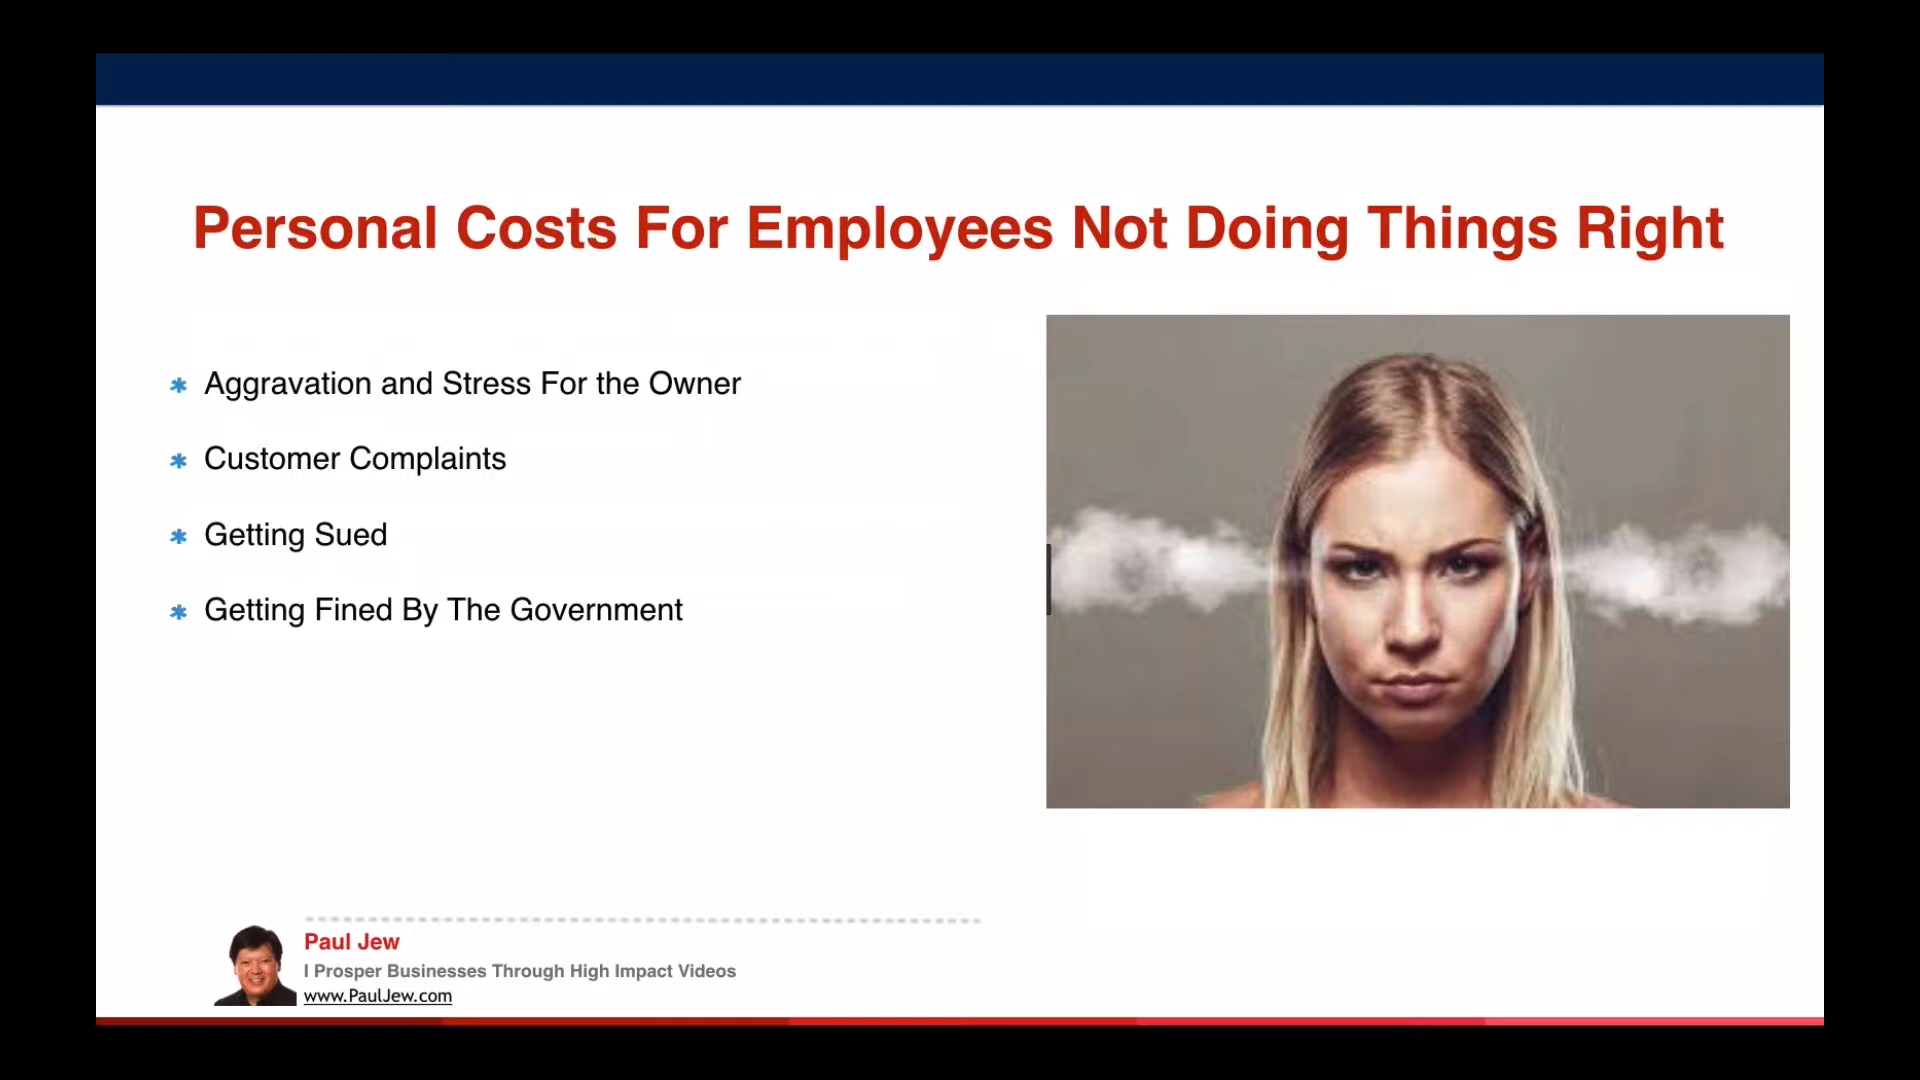 Personal Costs For Employees Not Doing Things Right
Aggravation and Stress For the Owner
Customer Complaints
Getting Sued
Getting Fined By The Government
Paul Jew
I Prosper Businesses Through High Impact Videos
www.PaulJew.com